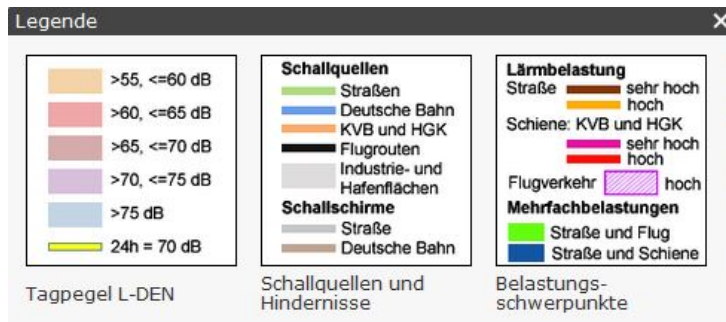 Legende
>55, <=60 dB
>60, <=65 dB
>65, <=70 dB
>70, <=75 dB
>75 dB
24h = 70 dB
Tagpegel L-DEN
Schallquellen
Straßen
Deutsche Bahn
KVB und HGK
Flugrouten
Industrie- und
Hafenflächen
Schallschirme
Straße
Deutsche Bahn
Schallquellen und
Hindernisse
Lärmbelastung
Straße sehr hoch
hoch
Schiene: KVB und HGK
sehr hoch
hoch
Flugverkehr hoch
Mehrfachbelastungen
Straße und Flug
Straße und Schiene
Belastungs-
schwerpunkte